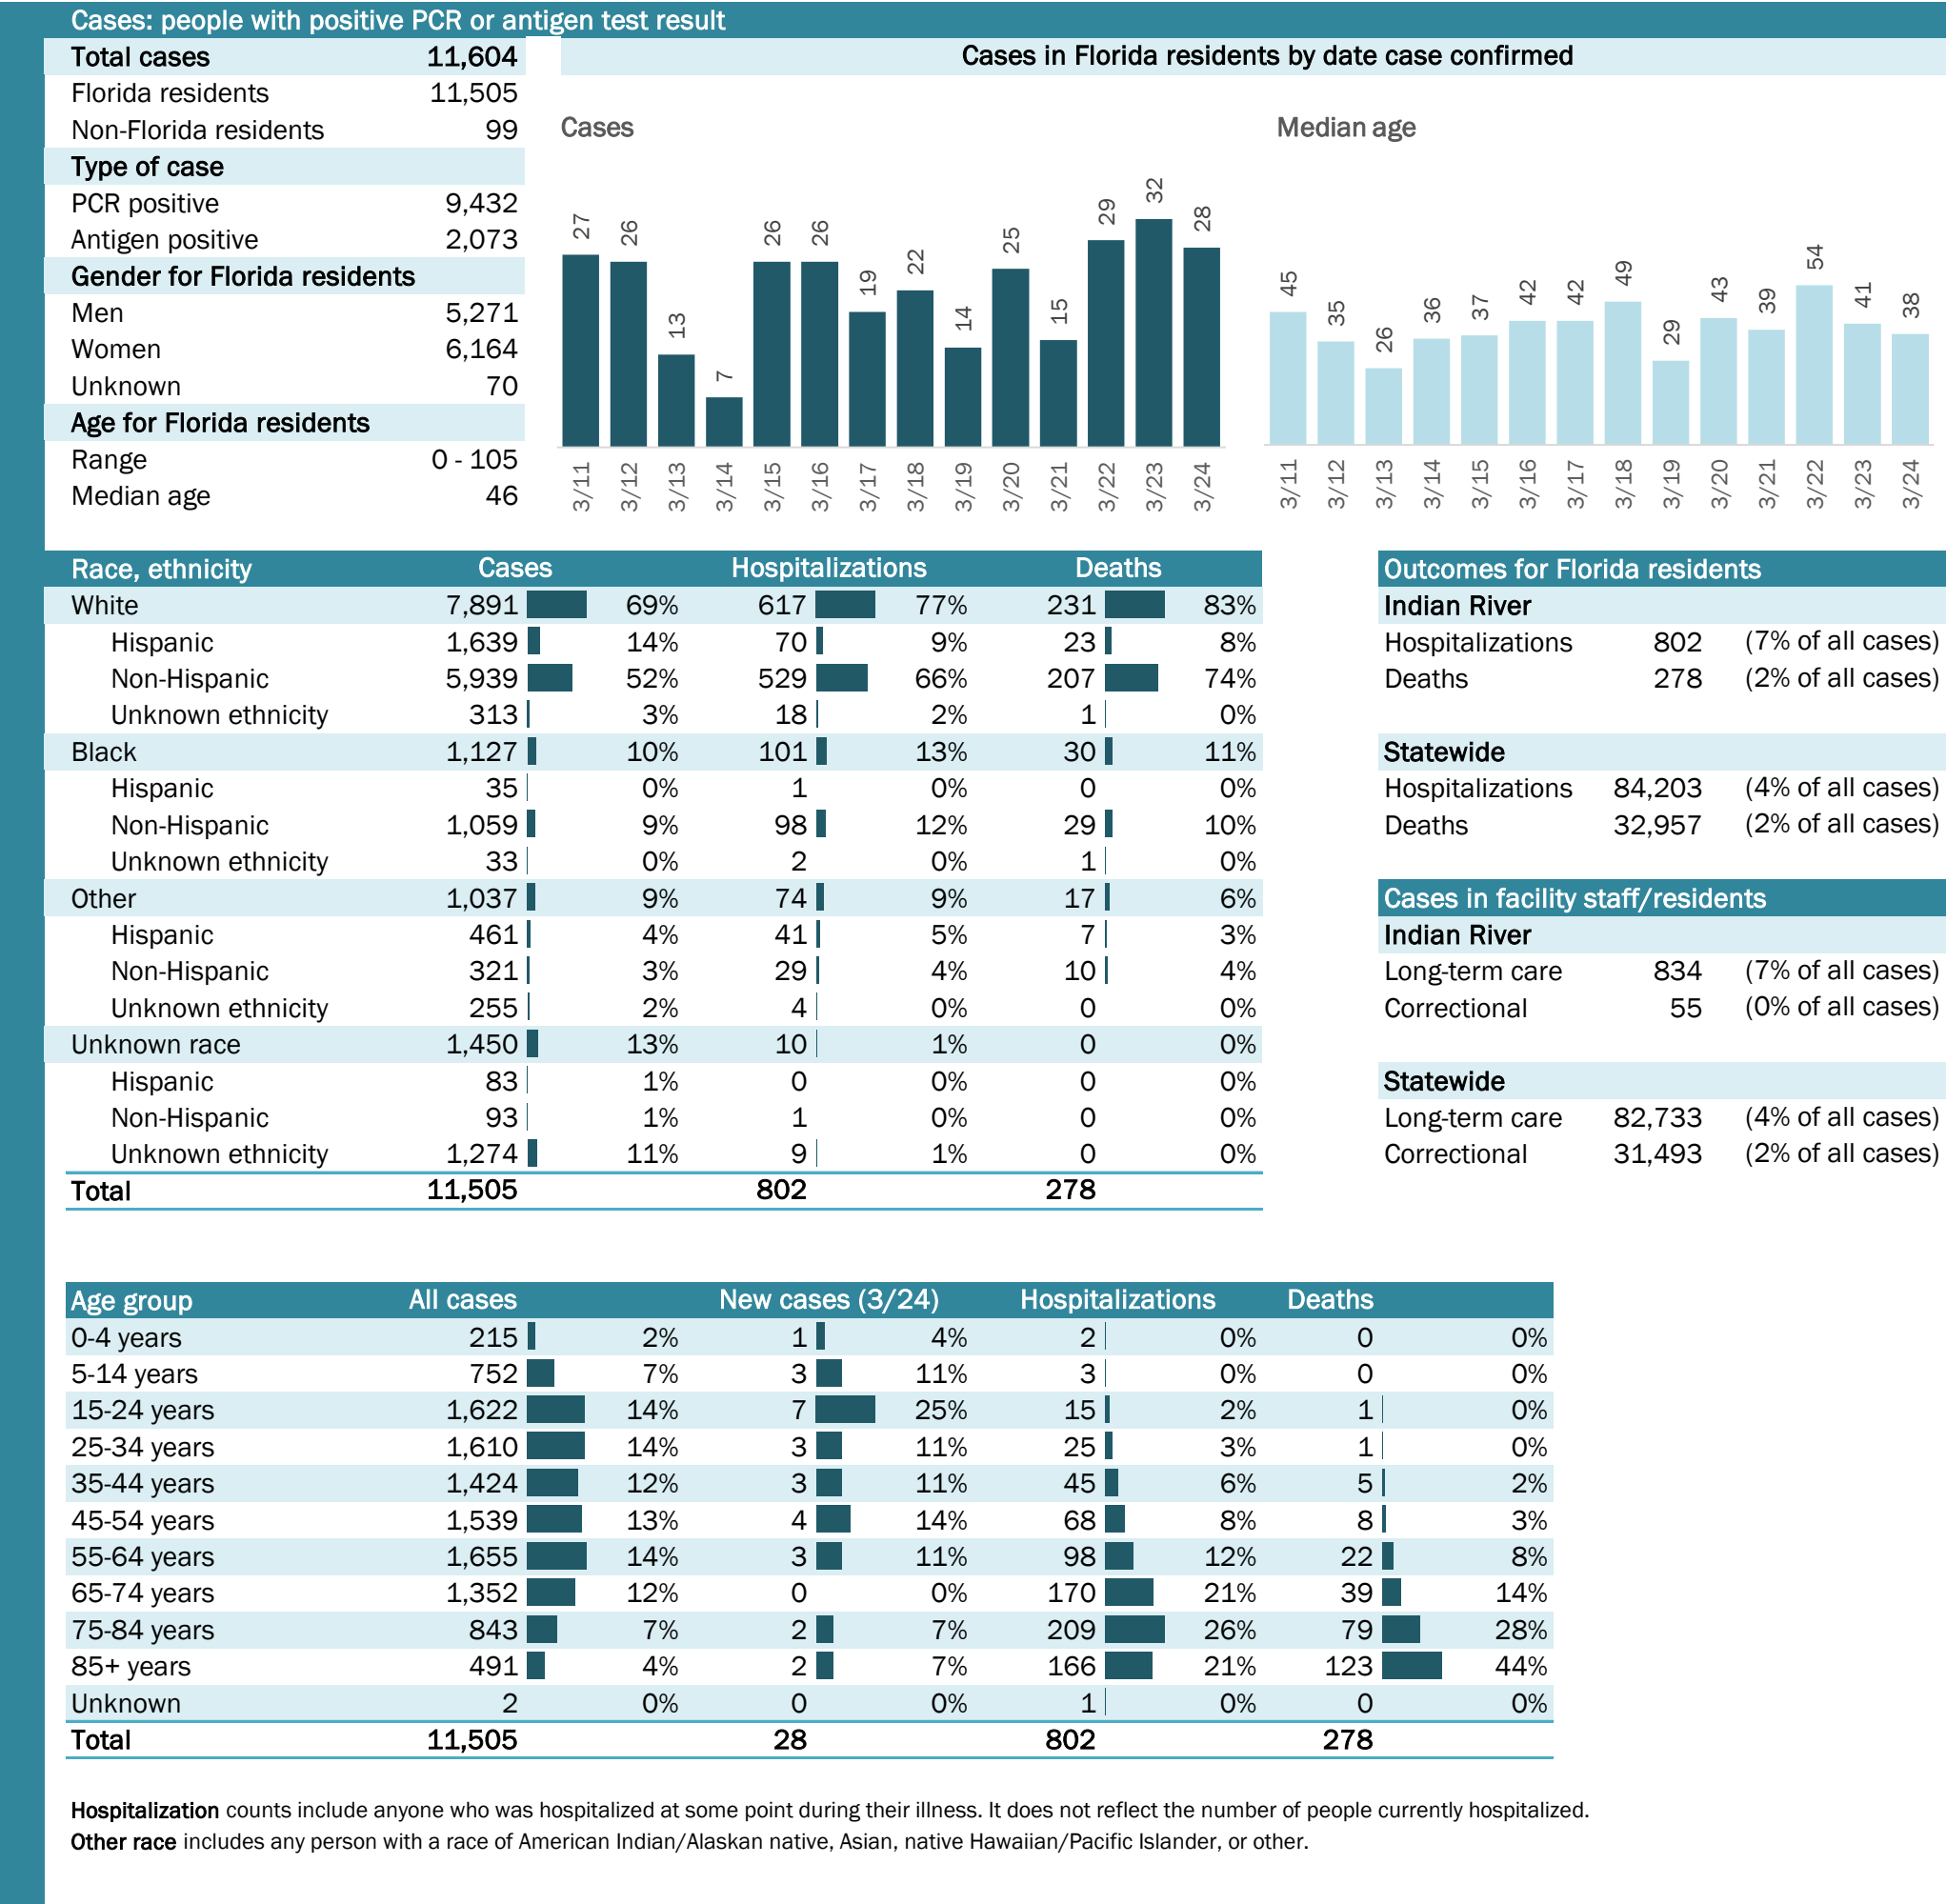 Cases: people with positive PCR or antigen test result
Total cases 11,604
Florida residents 11,505
Non-Florida residents 99
Type of case
PCR positive 9,432
Antigen positive 2,073
Gender for Florida residents
Men 5,271
Women 6,164
Unknown 70
Age for Florida residents
Range 0 - 105
Median age 46
Cases in Florida residents by date case confirmed
Cases
27 26 13 7 26 26 19 22 14 25 15 29 32 28
3/11 3/12 3/13 3/14 3/15 3/16 3/17 3/18 3/19 3/20 3/21 3/22 3/23 3/24
Median age
45 35 26 36 37 42 42 49 29 43 39 54 41 38
3/11 3/12 3/13 3/14 3/15 3/16 3/17 3/18 3/19 3/20 3/21 3/22 3/23 3/24
Race, ethnicity Cases Hospitalizations Deaths
White 7,891 69% 617 77% 231 83%
Hispanic 1,639 14% 70 9% 23 8%
Non-Hispanic 5,939 52% 529 66% 207 74%
Unknown ethnicity 313 3% 18 2% 1 0%
Black 1,127 10% 101 13% 30 11%
Hispanic 35 0% 1 0% 0 0%
Non-Hispanic 1,059 9% 98 12% 29 10%
Unknown ethnicity 33 0% 2 0% 1 0%
Other 1,037 9% 74 9% 17 6%
Hispanic 461 4% 41 5% 7 3%
Non-Hispanic 321 3% 29 4% 10 4%
Unknown ethnicity 255 2% 4 0% 0 0%
Unknown race 1,450 13% 10 1% 0 0%
Hispanic 83 1% 0 0% 0 0%
Non-Hispanic 93 1% 1 0% 0 0%
Unknown ethnicity 1,274 11% 9 1% 0 0%
Total 11,505 802 278
Outcomes for Florida residents
Indian River
Hospitalizations 802 (7% of all cases)
Deaths 278 (2% of all cases)
Statewide
Hospitalizations 84,203 (4% of all cases)
Deaths 32,957 (2% of all cases)
Cases in facility staff/residents
Indian River
Long-term care 834 (7% of all cases)
Correctional 55 (0% of all cases)
Statewide
Long-term care 82,733 (4% of all cases)
Correctional 31,493 (2% of all cases)
Age group All cases New cases (3/24) Hospitalizations Deaths
0-4 years 215 2% 1 4% 2 0% 0 0%
5-14 years 752 7% 3 11% 3 0% 0 0%
15-24 years 1,622 14% 7 25% 15 2% 1 0%
25-34 years 1,610 14% 3 11% 25 3% 1 0%
35-44 years 1,424 12% 3 11% 45 6% 5 2%
45-54 years 1,539 13% 4 14% 68 8% 8 3%
55-64 years 1,655 14% 3 11% 98 12% 22 8%
65-74 years 1,352 12% 0 0% 170 21% 39 14%
75-84 years 843 7% 2 7% 209 26% 79 28%
85+ years 491 4% 2 7% 166 21% 123 44%
Unknown 2 0% 0 0% 1 0% 0 0%
Total 11,505 28 802 278
Hospitalization counts include anyone who was hospitalized at some point during their illness. It does not reflect the number of people currently hospitalized.
Other race includes any person with a race of American Indian/Alaskan native, Asian, native Hawaiian/Pacific Islander, or other.